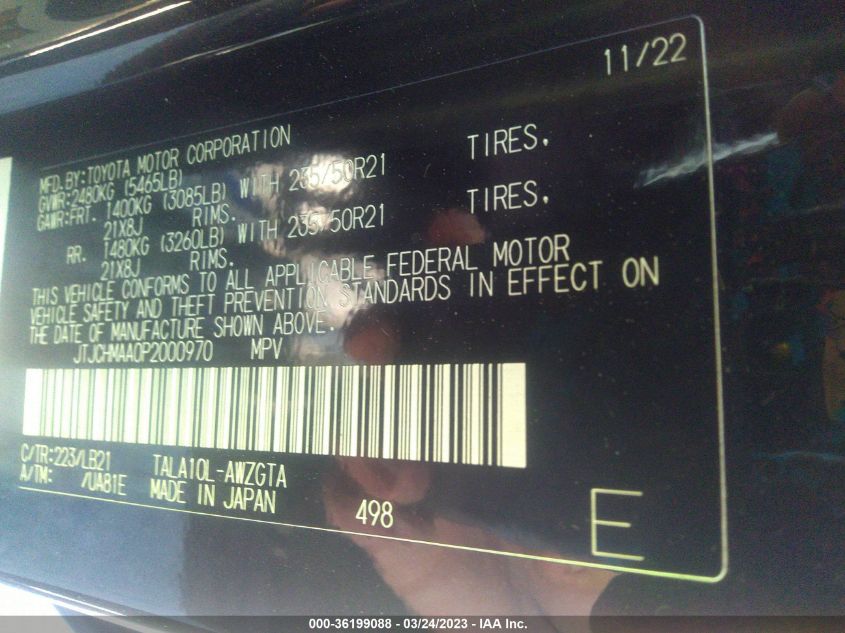 11/22
MFD.BY:TOYOTA MOTOR CORPORATION
GVWR:2480KG (5465LB)
GAWR:FRT. 1400KG (3085LB) WITH 235/50R21 TIRES.
21X8J RIMS.
RR. 1480KG (3260LB) WITH 235/50R21 TIRES.
21X8J RIMS.
THIS VEHICLE CONFORMS TO ALL APPLICABLE FEDERAL MOTOR
VEHICLE SAFETY AND THEFT PREVENTION STANDARDS IN EFFECT ON
THE DATE OF MANUFACTURE SHOWN ABOVE.
JTJCHMAA0P2000970 MPV
C/TR:223/LB21 TALA10L-AWZGTA
A/TM: /UA81E MADE IN JAPAN
498
E
000-36199088 - 03/24/2023 - IAA Inc.